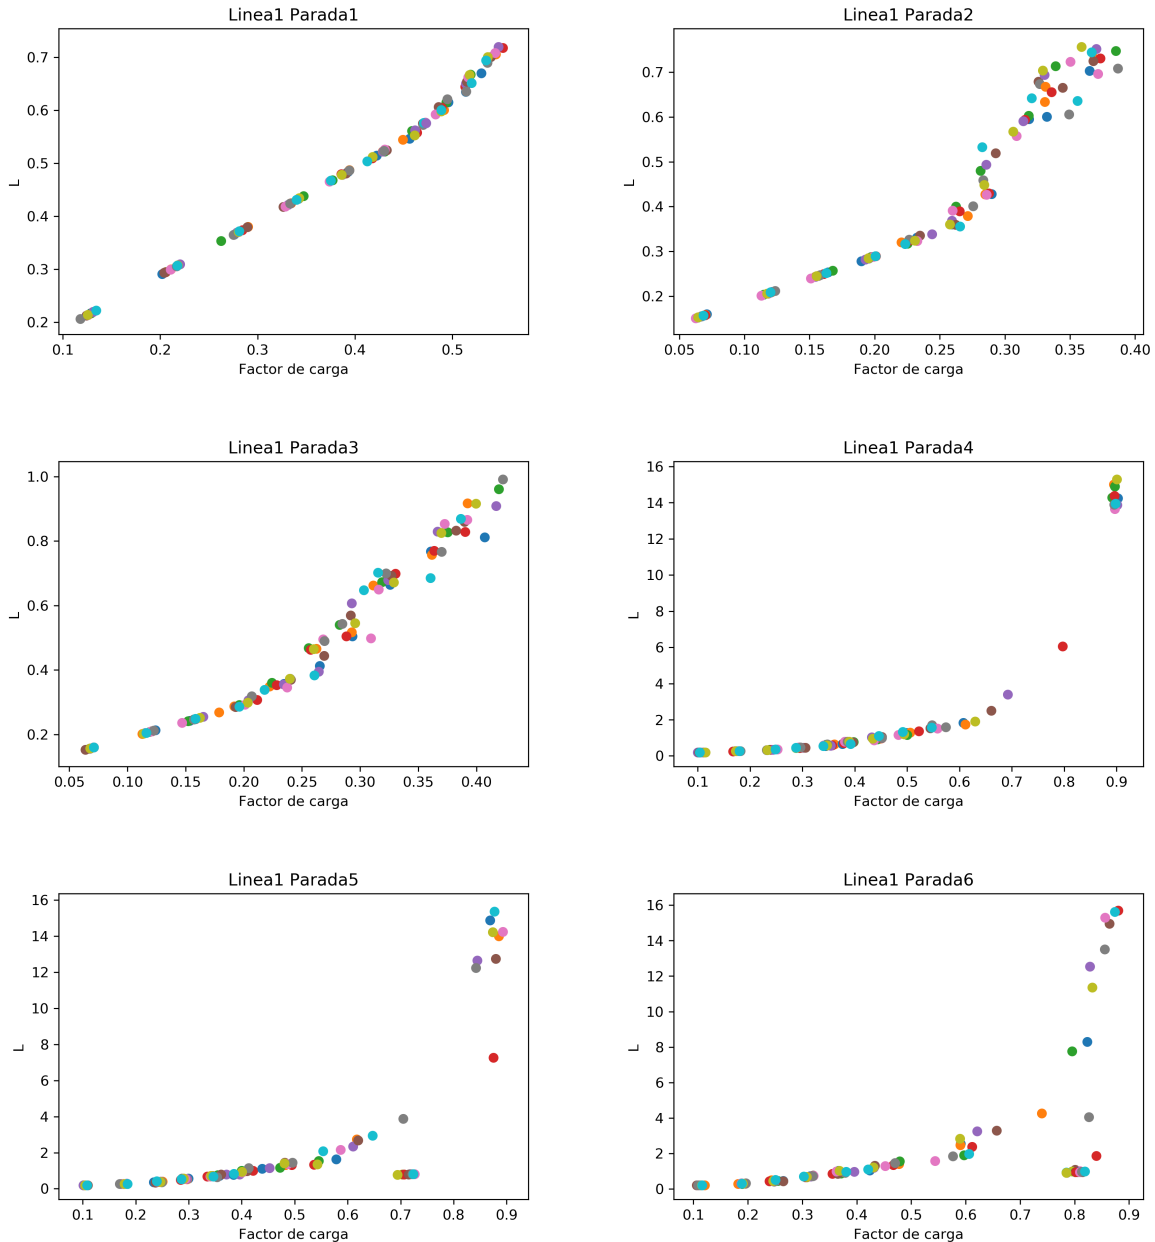 Linea1 Parada1
L
0.7
0.6
0.5
0.4
0.3
0.2
0.1 0.2 0.3 0.4 0.5
Factor de carga
Linea1 Parada2
L
0.7
0.6
0.5
0.4
0.3
0.2
0.05 0.10 0.15 0.20 0.25 0.30 0.35 0.40
Factor de carga
Linea1 Parada3
L
1.0
0.8
0.6
0.4
0.2
0.05 0.10 0.15 0.20 0.25 0.30 0.35 0.40
Factor de carga
Linea1 Parada4
L
16
14
12
10
8
6
4
2
0
0.1 0.2 0.3 0.4 0.5 0.6 0.7 0.8 0.9
Factor de carga
Linea1 Parada5
L
16
14
12
10
8
6
4
2
0
0.1 0.2 0.3 0.4 0.5 0.6 0.7 0.8 0.9
Factor de carga
Linea1 Parada6
L
16
14
12
10
8
6
4
2
0
0.1 0.2 0.3 0.4 0.5 0.6 0.7 0.8 0.9
Factor de carga